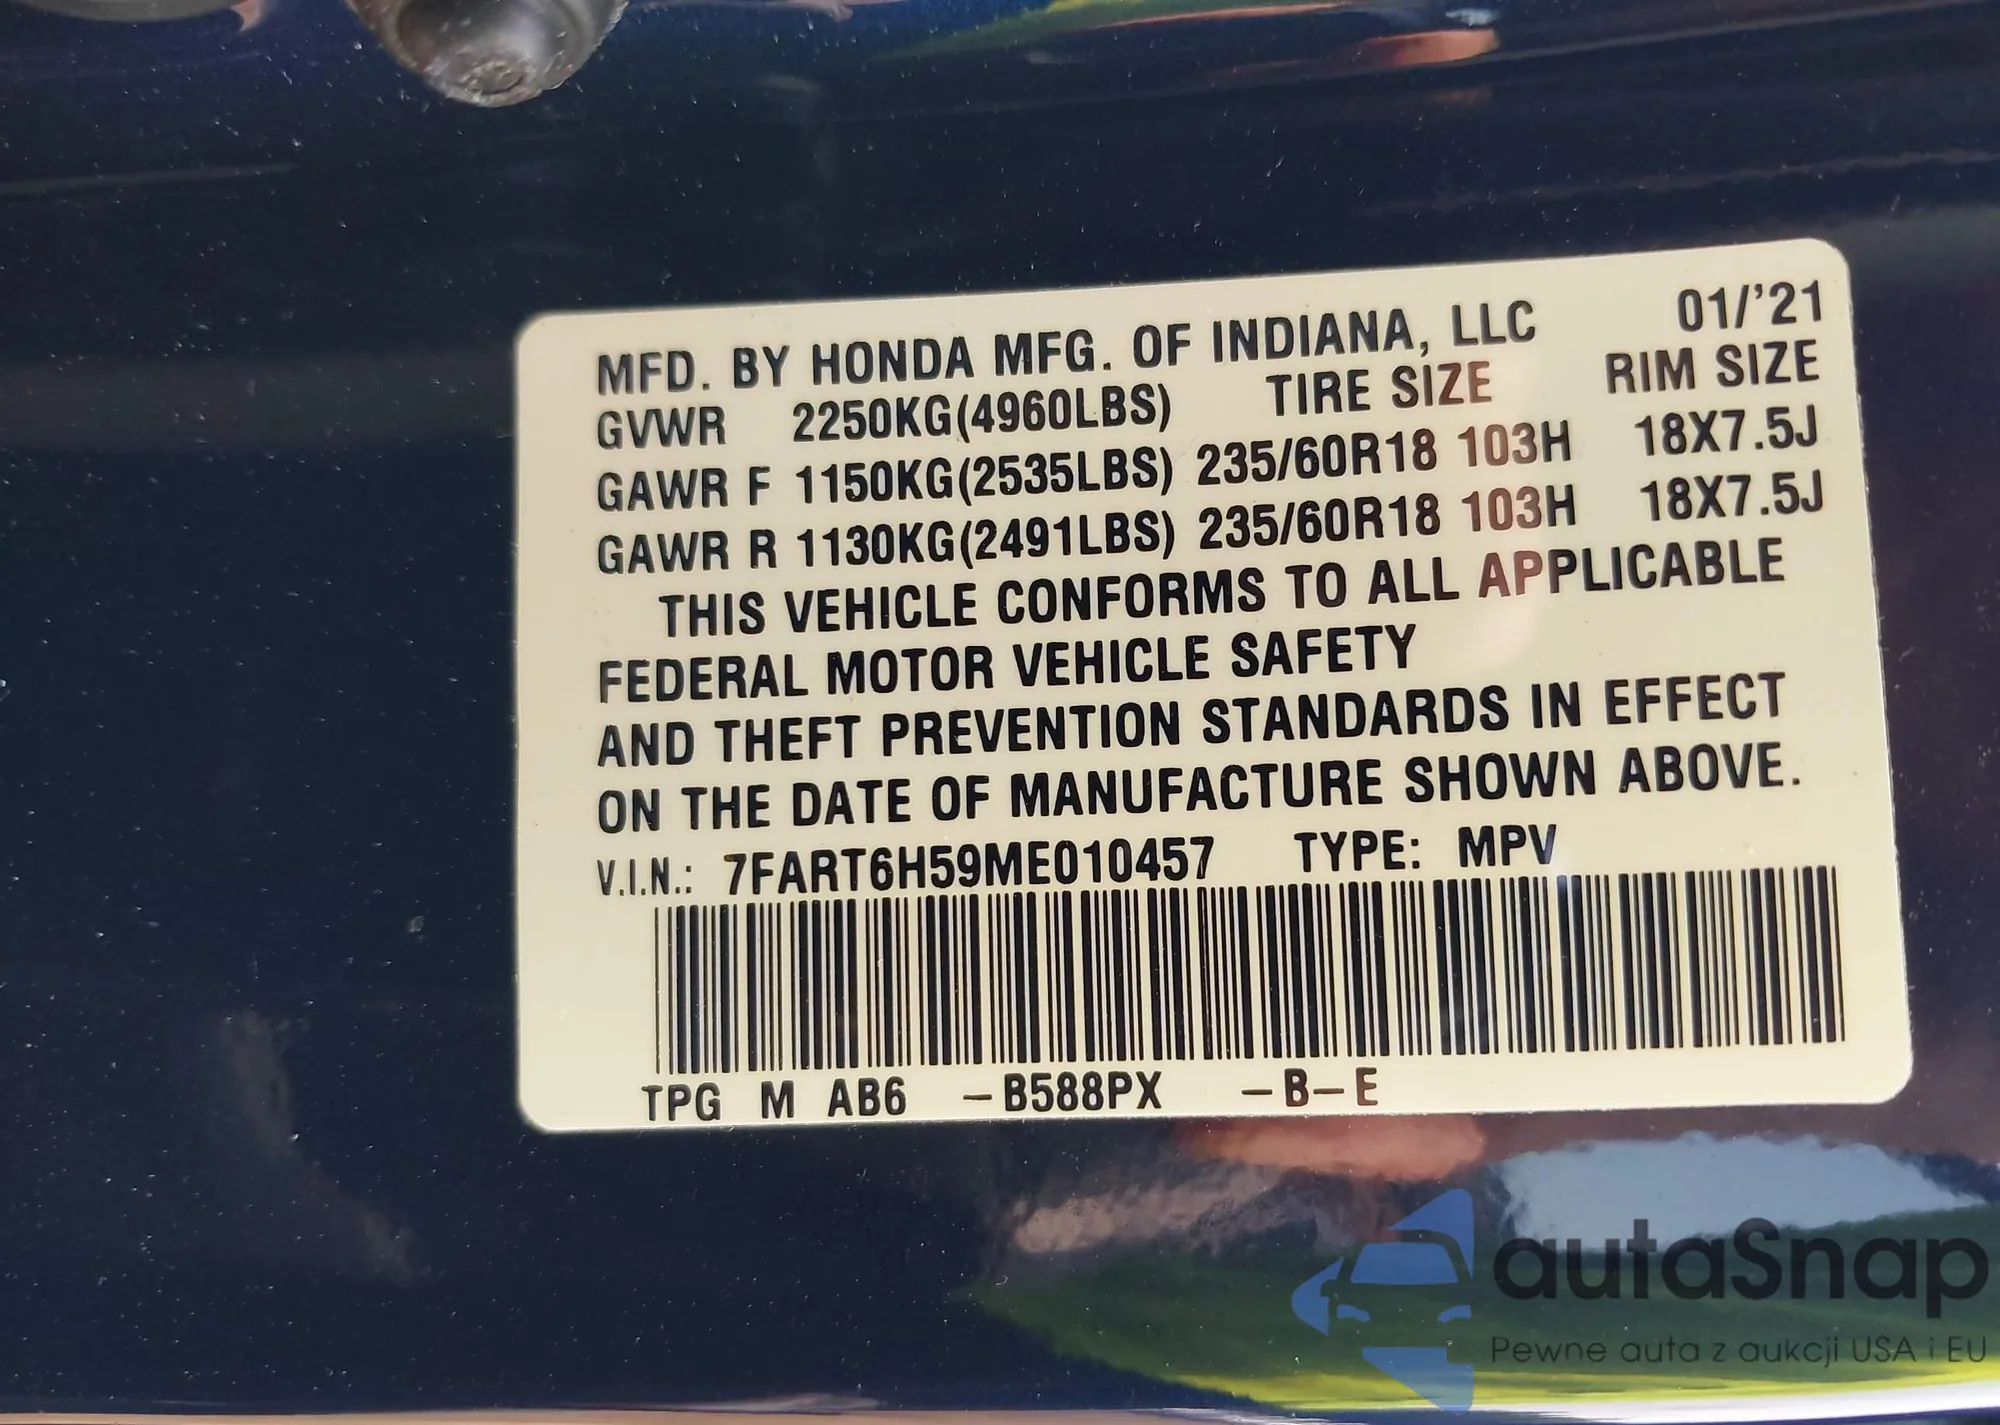 MFD. BY HONDA MFG. OF INDIANA, LLC 01/'21
GVWR 2250KG(4960LBS) TIRE SIZE RIM SIZE
GAWR F 1150KG(2535LBS) 235/60R18 103H 18X7.5J
GAWR R 1130KG(2491LBS) 235/60R18 103H 18X7.5J
THIS VEHICLE CONFORMS TO ALL APPLICABLE
FEDERAL MOTOR VEHICLE SAFETY
AND THEFT PREVENTION STANDARDS IN EFFECT
ON THE DATE OF MANUFACTURE SHOWN ABOVE.
V.I.N.: 7FART6H59ME010457 TYPE: MPV
TPG M AB6 -B588PX -B-E
autaSnap
Pewne auta z aukcji USA i EU